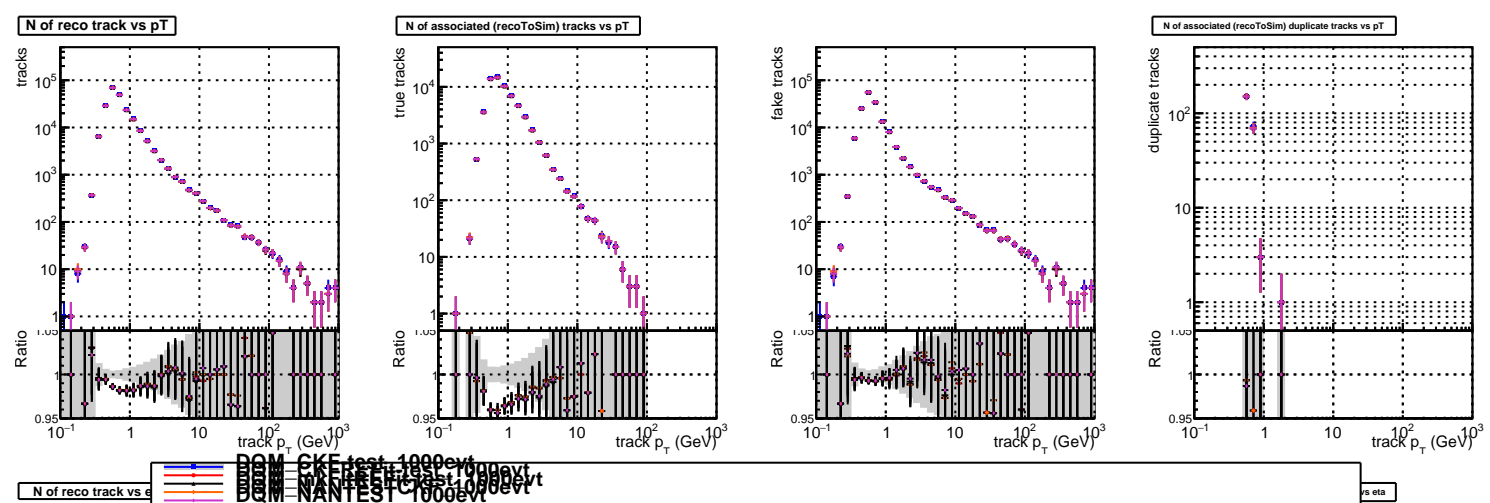 N of reco track vs pT
N of associated (recoToSim) tracks vs pT
N of associated (recoToSim) duplicate tracks vs pT
tracks
10^5
10^4
10^3
10^2
10
1
Ratio
1.05
1
0.95
10^-1 1 10 10^2 10^3
track p_T (GeV)
true tracks
10^4
10^3
10^2
10
1
Ratio
1.05
1
0.95
10^-1 1 10 10^2 10^3
track p_T (GeV)
fake tracks
10^5
10^4
10^3
10^2
10
1
Ratio
1.05
1
0.95
10^-1 1 10 10^2 10^3
track p_T (GeV)
duplicate tracks
10^2
10
1
Ratio
1.05
1
0.95
10^-1 1 10 10^2 10^3
track p_T (GeV)
DQM_CKF-test_1000evt
DQM_NANTEST_1000evt
N of reco track vs e
vs eta